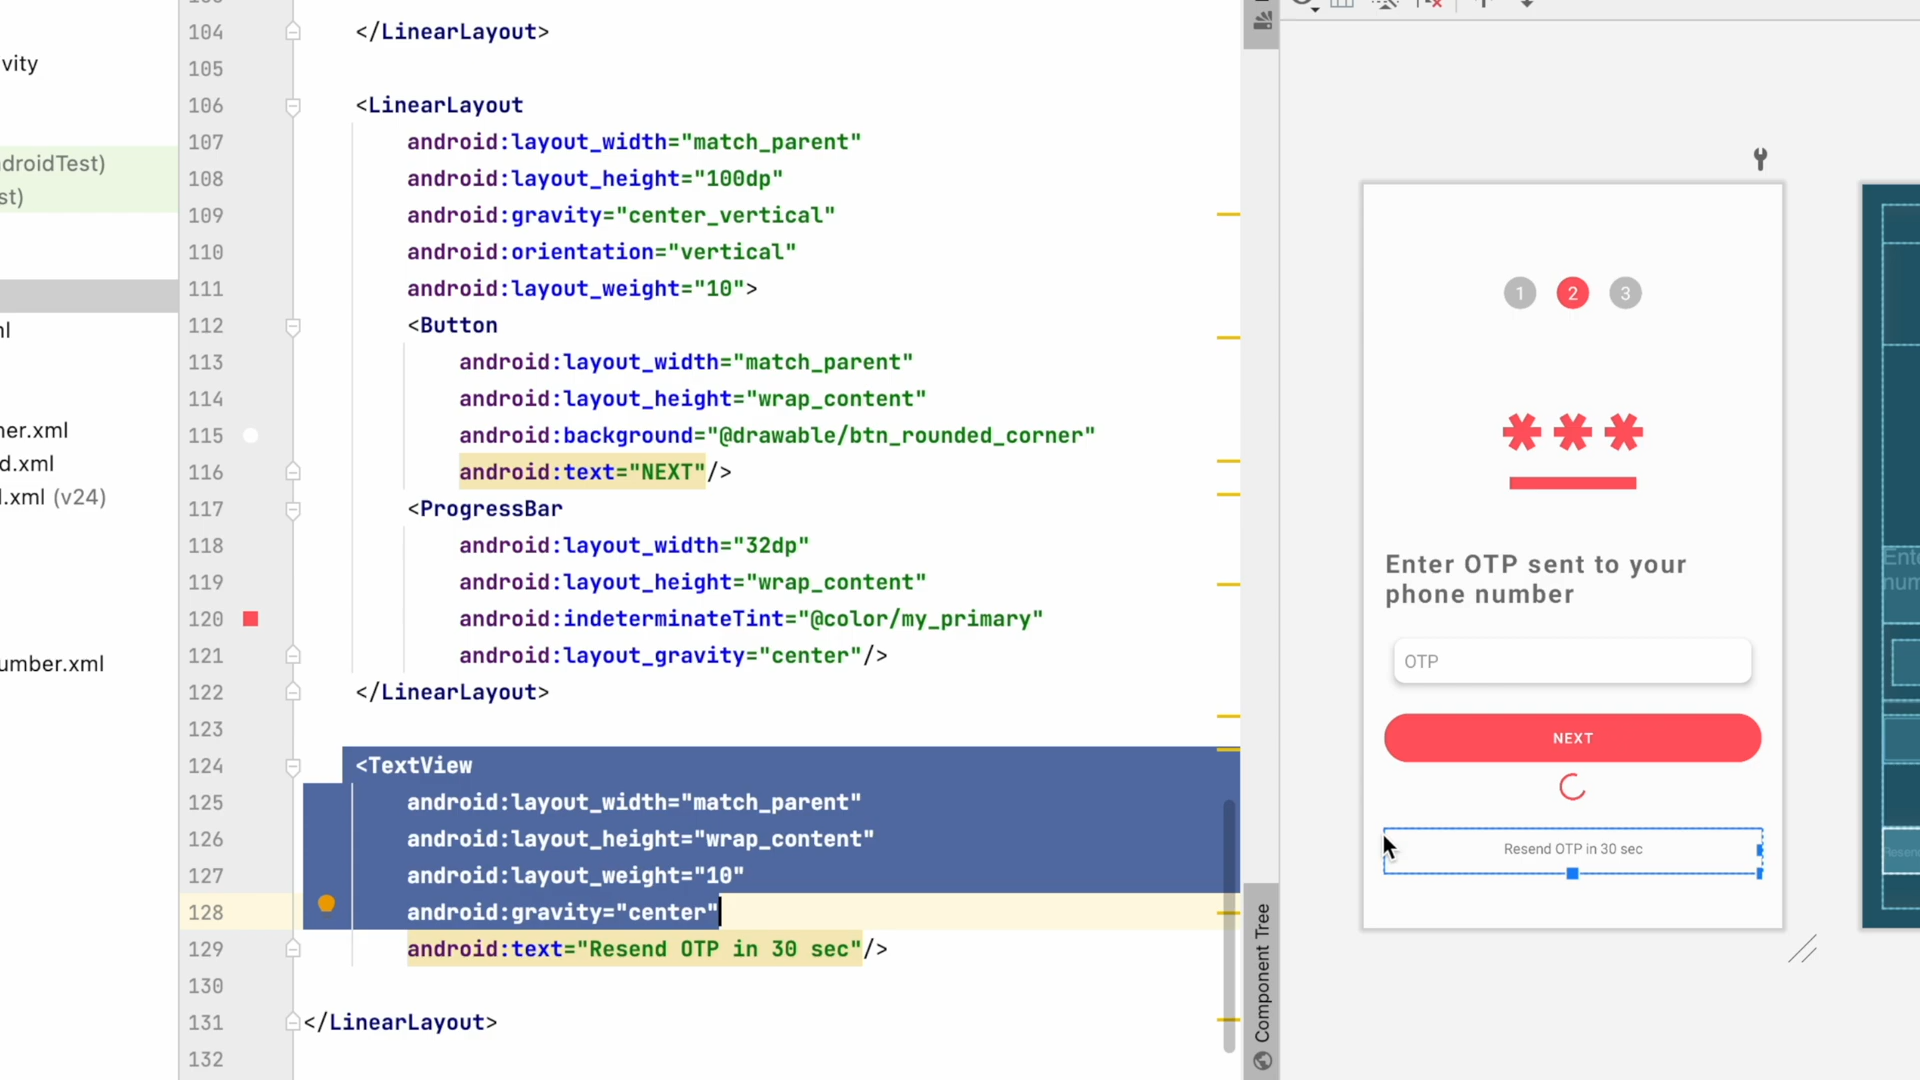 vity
droidTest)
st)
nl
ner.xml
d.xml
l.xml (v24)
umber.xml
104 </LinearLayout>
105
106 <LinearLayout
107 android:layout_width="match_parent"
108 android:layout_height="100dp"
109 android:gravity="center_vertical"
110 android:orientation="vertical"
111 android:layout_weight="10">
112 <Button
113 android:layout_width="match_parent"
114 android:layout_height="wrap_content"
115 android:background="@drawable/btn_rounded_corner"
116 android:text="NEXT"/>
117 <ProgressBar
118 android:layout_width="32dp"
119 android:layout_height="wrap_content"
120 android:indeterminateTint="@color/my_primary"
121 android:layout_gravity="center"/>
122 </LinearLayout>
123
124 <TextView
125 android:layout_width="match_parent"
126 android:layout_height="wrap_content"
127 android:layout_weight="10"
128 android:gravity="center"
129 android:text="Resend OTP in 30 sec"/>
130
131 </LinearLayout>
132
Component Tree
1 2 3
***
Enter OTP sent to your
phone number
OTP
NEXT
Resend OTP in 30 sec
Ente
num